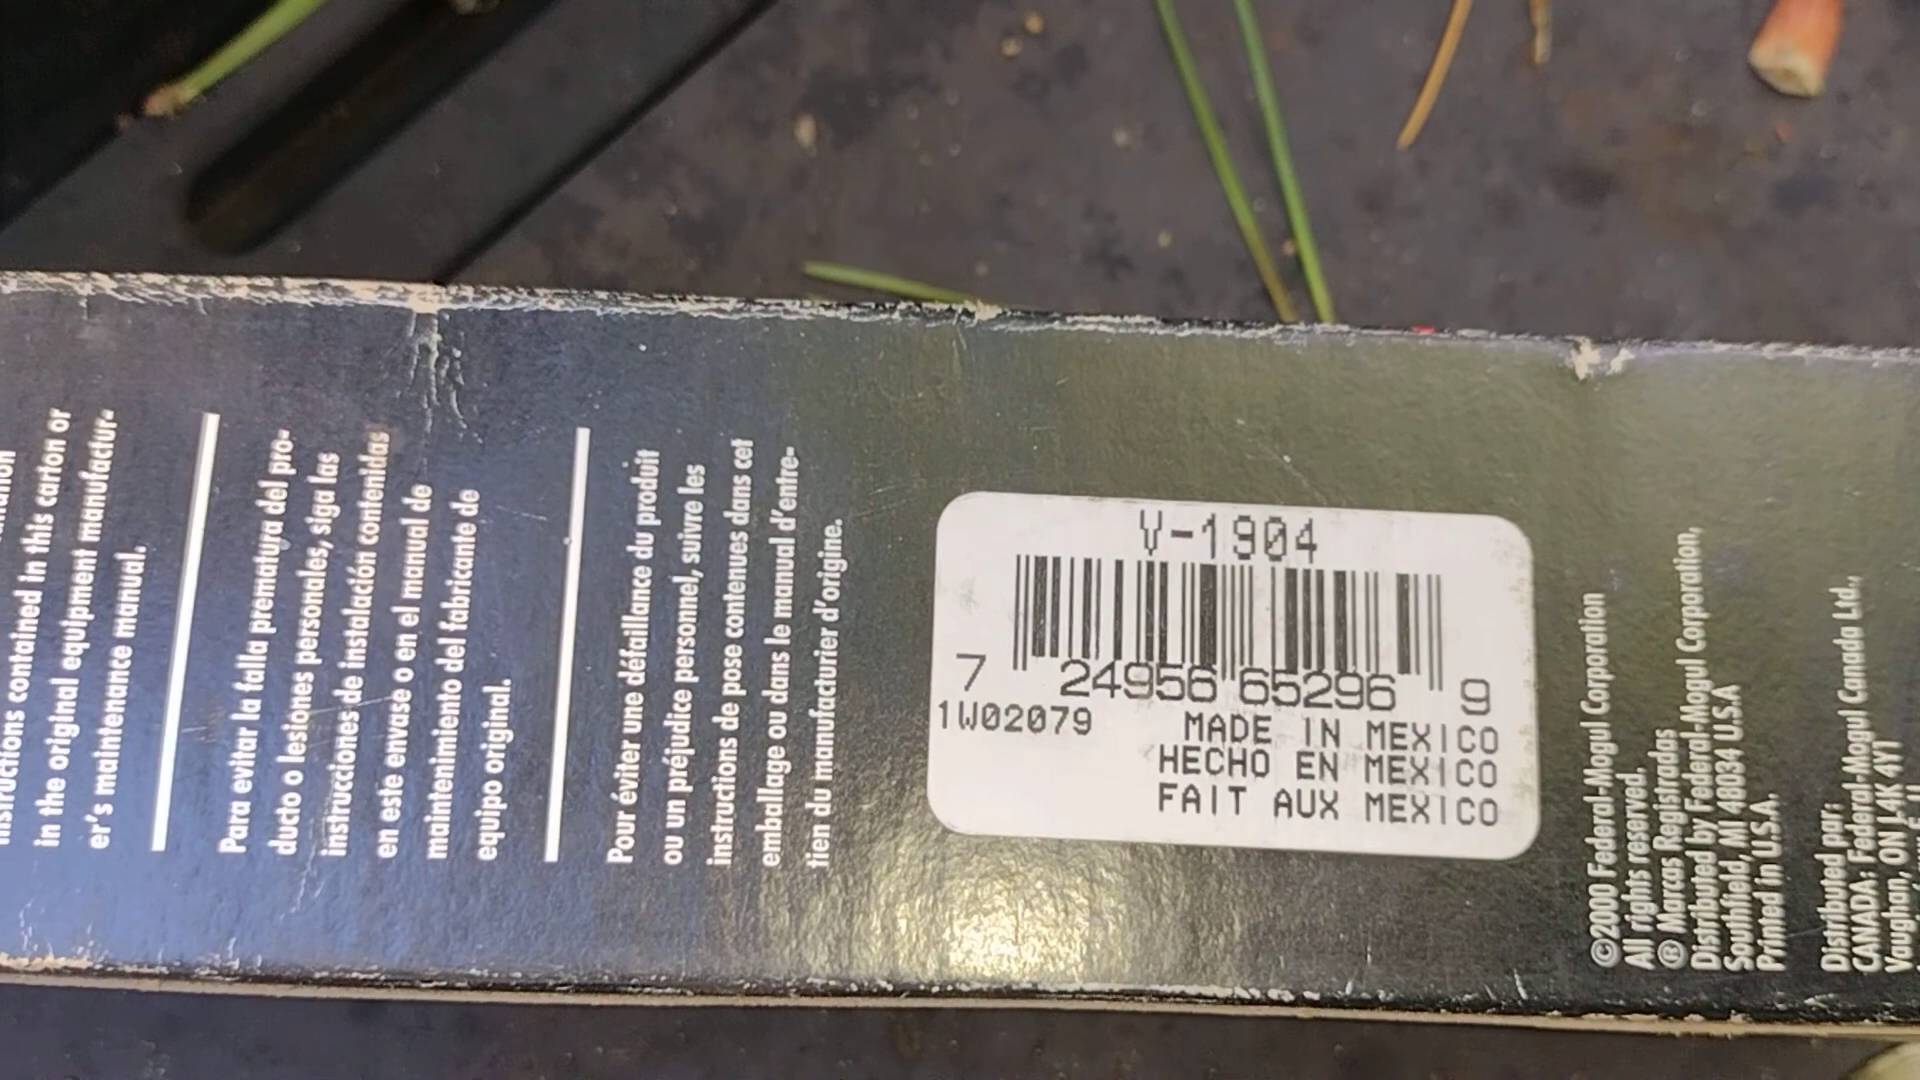 instructions contained in this carton or
in the original equipment manufactur-
er's maintenance manual.
Para evitar la falla prematura del pro-
ducto o lesiones personales, siga las
instrucciones de instalación contenidas
en este envase o en el manual de
mantenimiento del fabricante de
equipo original.
Pour éviter une défaillance du produit
ou un préjudice personnel, suivre les
instructions de pose contenues dans cet
emballage ou dans le manual d'entre-
tien du manufacturier d'origine.
V-1904
7 24956 65296 9
1W02079 MADE IN MEXICO
HECHO EN MEXICO
FAIT AUX MEXICO
©2000 Federal-Mogul Corporation
All rights reserved.
® Marcas Registradas
Distributed by Federal-Mogul Corporation,
Southfield, MI 48034 U.S.A
Printed in U.S.A.
Distributed par:
CANADA: Federal-Mogul Canada Ltd.,
Vaughan, ON L4K 4Y1